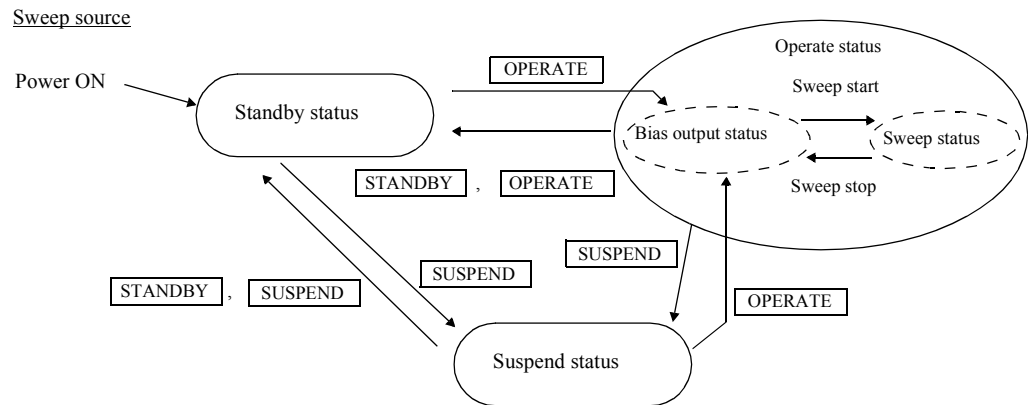 Sweep source
Power ON
Standby status
OPERATE
Operate status
Sweep start
Bias output status
Sweep status
Sweep stop
STANDBY , OPERATE
SUSPEND
SUSPEND
STANDBY , SUSPEND
OPERATE
Suspend status